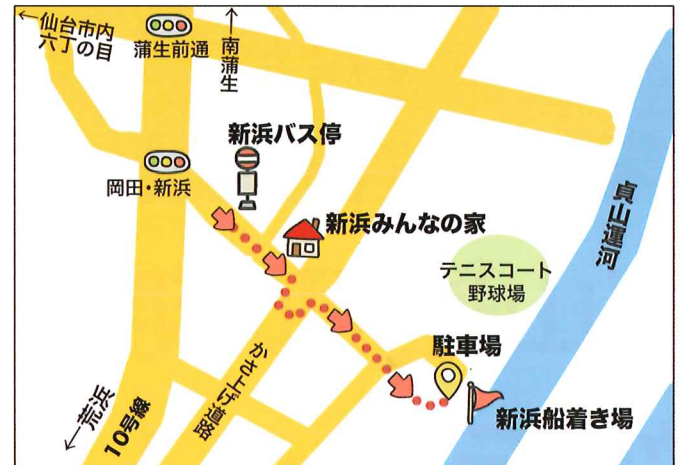 ←仙台市内
六丁の目
蒲生前通
↑南蒲生
新浜バス停
岡田・新浜
新浜みんなの家
貞山運河
テニスコート
野球場
駐車場
かさ上げ道路
新浜船着き場
←荒浜
10号線